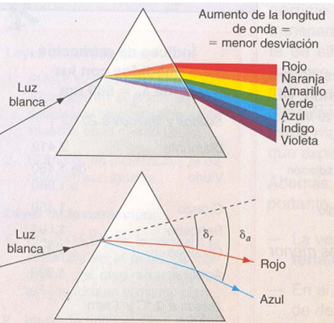 Aumento de la longitud
de onda =
= menor desviación
Rojo
Naranja
Amarillo
Verde
Azul
Índigo
Violeta
Luz
blanca
Luz
blanca
δr
δa
Rojo
Azul